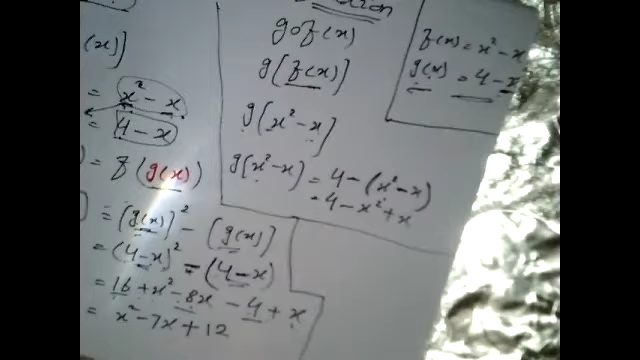 (x)]
= x² - x
= 4 - x
) = f(g(x))
= [g(x)]² - [g(x)]
= (4-x)² - (4-x)
= 16 + x² - 8x - 4 + x
= x² - 7x + 12
gof(x)
g[f(x)]
g[x² - x]
g(x² - x) = 4 - (x² - x)
= 4 - x² + x
f(x) = x² - x
g(x) = 4 - x